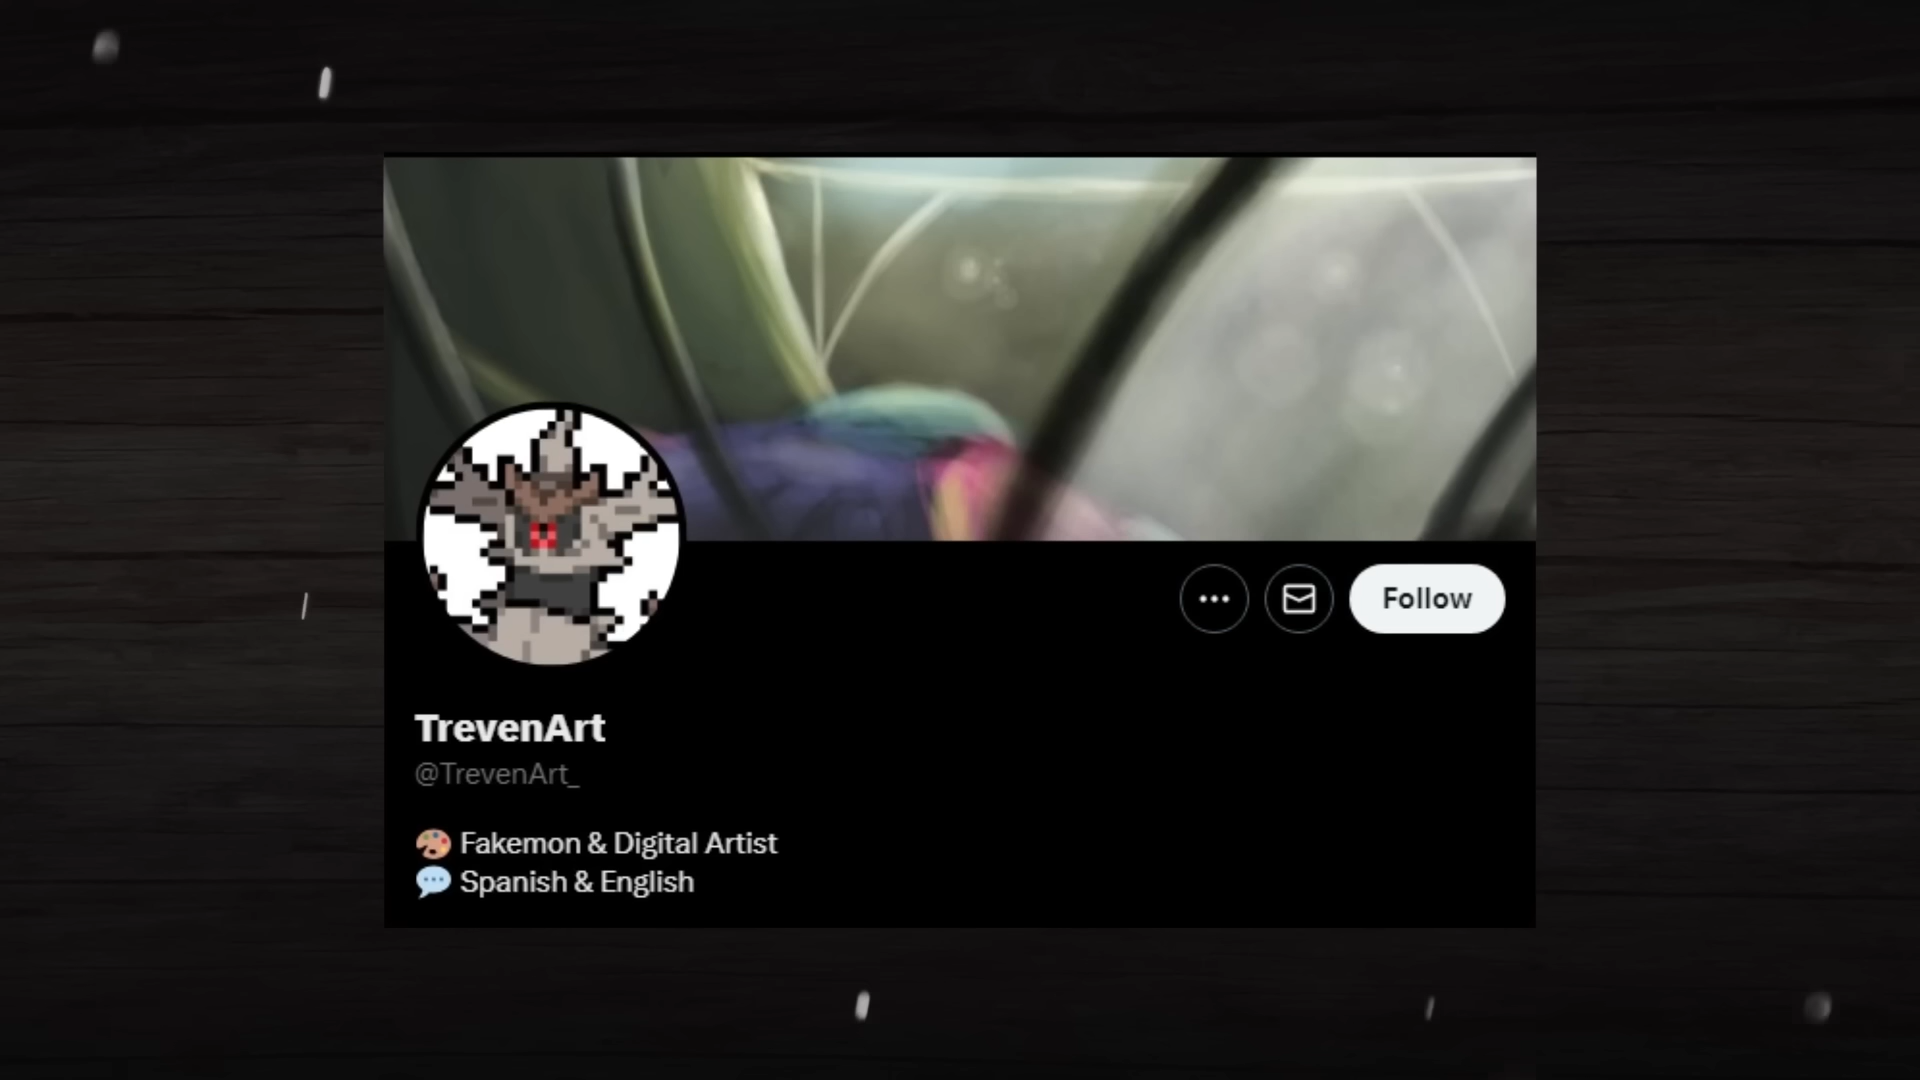 Follow
TrevenArt
@TrevenArt_
🎨 Fakemon & Digital Artist
💬 Spanish & English